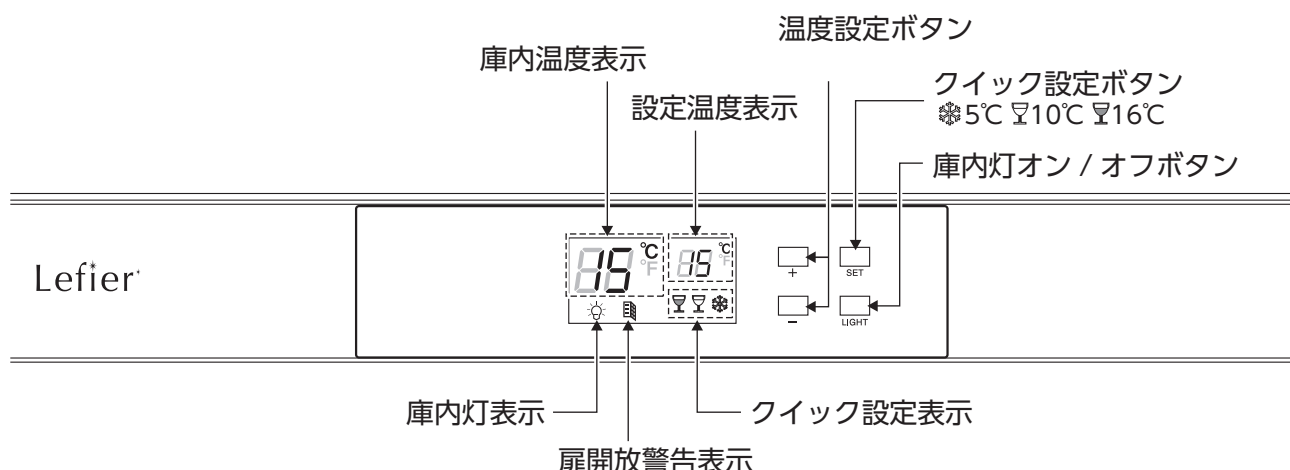 温度設定ボタン
庫内温度表示
設定温度表示
クイック設定ボタン
❄5℃ 10℃ 16℃
庫内灯オン / オフボタン
Lefier
15 ℃ °F
15 ℃ °F
+
SET
−
LIGHT
庫内灯表示
クイック設定表示
扉開放警告表示